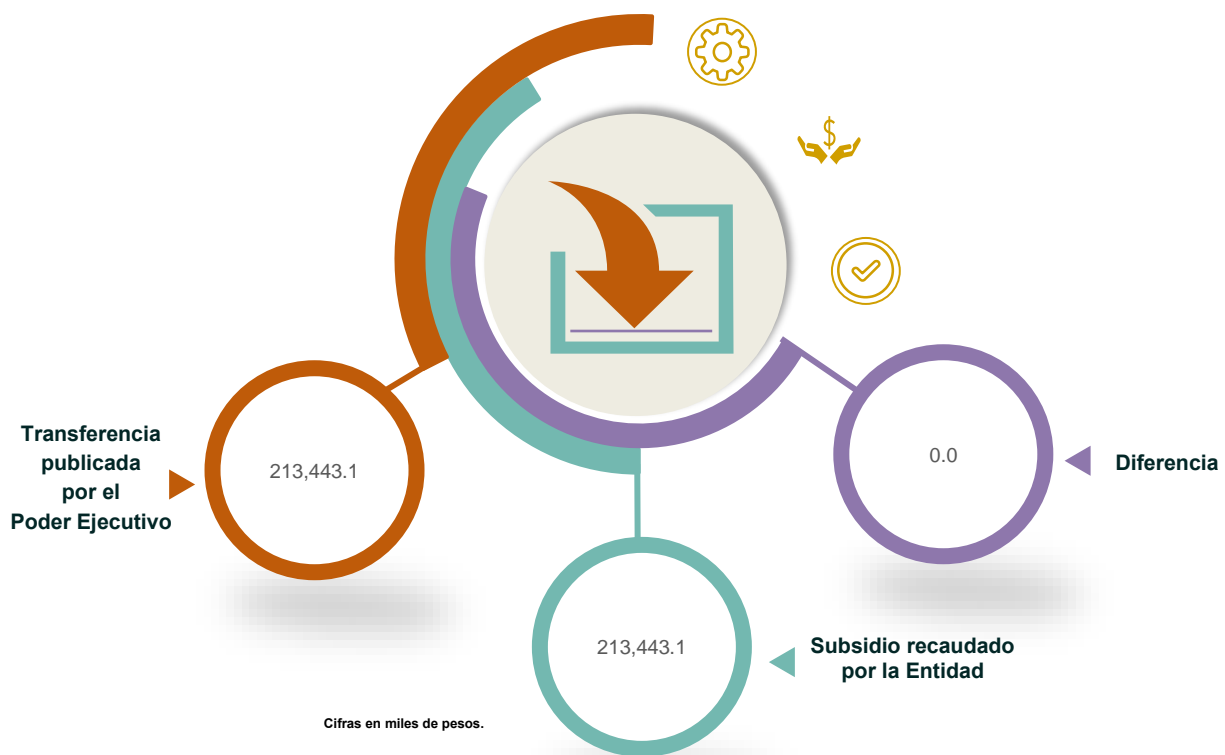 Transferencia
publicada
por el
Poder Ejecutivo
213,443.1
213,443.1
Subsidio recaudado
por la Entidad
0.0
Diferencia
$
Cifras en miles de pesos.